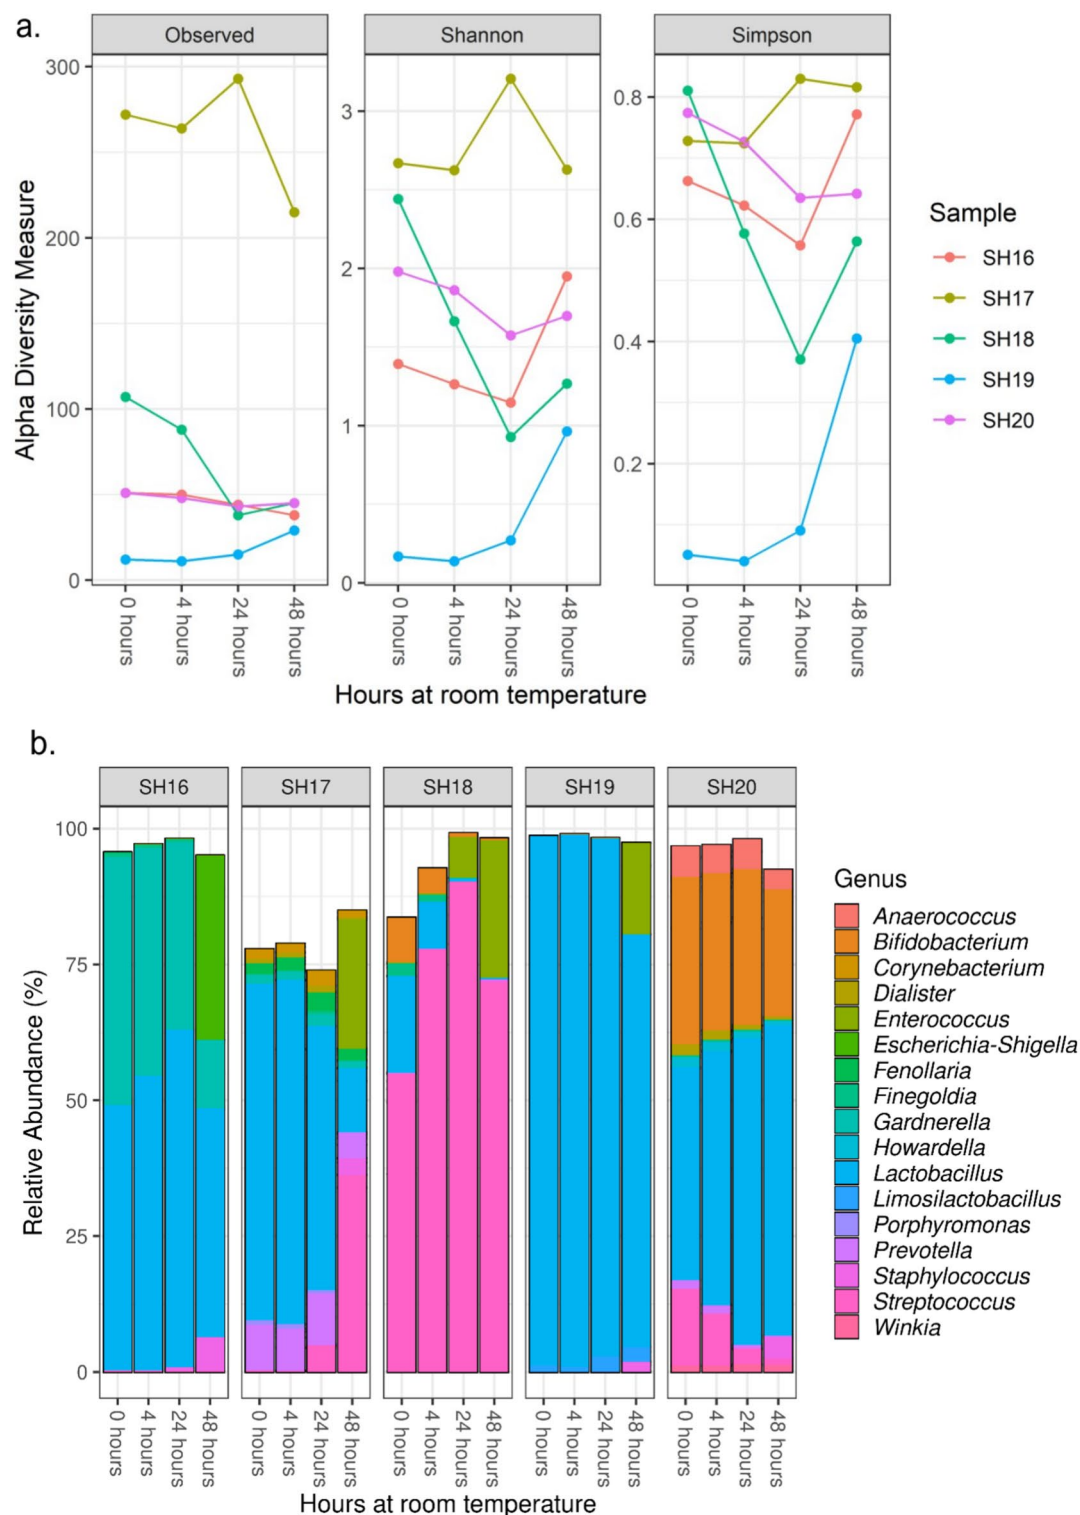 a.
Observed
Shannon
Simpson
Alpha Diversity Measure
300
200
100
0
3
2
1
0
0.8
0.6
0.4
0.2
0 hours
4 hours
24 hours
48 hours
0 hours
4 hours
24 hours
48 hours
0 hours
4 hours
24 hours
48 hours
Hours at room temperature
Sample
SH16
SH17
SH18
SH19
SH20
b.
SH16
SH17
SH18
SH19
SH20
Relative Abundance (%)
100
75
50
25
0
0 hours
4 hours
24 hours
48 hours
0 hours
4 hours
24 hours
48 hours
0 hours
4 hours
24 hours
48 hours
0 hours
4 hours
24 hours
48 hours
0 hours
4 hours
24 hours
48 hours
Hours at room temperature
Genus
Anaerococcus
Bifidobacterium
Corynebacterium
Dialister
Enterococcus
Escherichia-Shigella
Fenollaria
Finegoldia
Gardnerella
Howardella
Lactobacillus
Limosilactobacillus
Porphyromonas
Prevotella
Staphylococcus
Streptococcus
Winkia